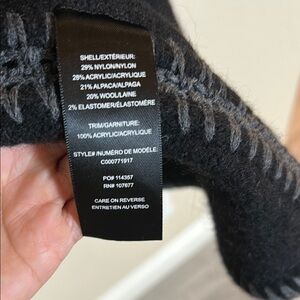 SHELL/EXTÉRIEUR:
29% NYLON/NYLON
28% ACRYLIC/ACRYLIQUE
21% ALPACA/ALPAGA
20% WOOL/LAINE
2% ELASTOMER/ÉLASTOMÈRE
TRIM/GARNITURE:
100% ACRYLIC/ACRYLIQUE
STYLE# /NUMÉRO DE MODÈLE:
C000771917
PO# 114357
RN# 107677
CARE ON REVERSE
ENTRETIEN AU VERSO